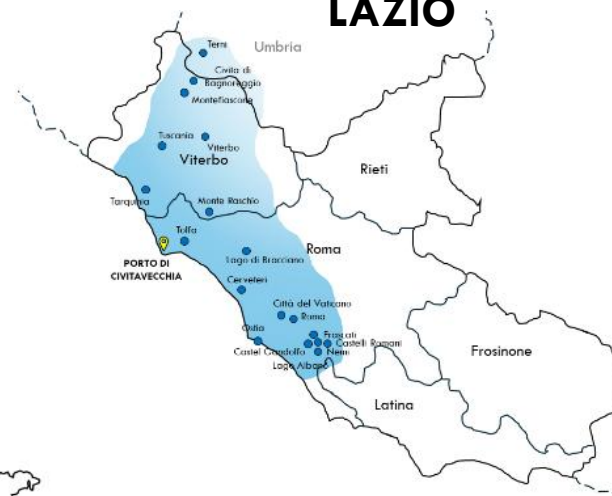 LAZIO
Terni
Umbria
Civita di
Bagnoreggio
Montefiascone
Tuscania
Viterbo
Viterbo
Rieti
Tarquinia
Monte Raschio
Tolfa
Roma
PORTO DI
CIVITAVECCHIA
Lago di Bracciano
Cerveteri
Città del Vaticano
Roma
Ostia
Frascati
Castelli Romani
Castel Gandolfo
Nemi
Lago Albano
Frosinone
Latina